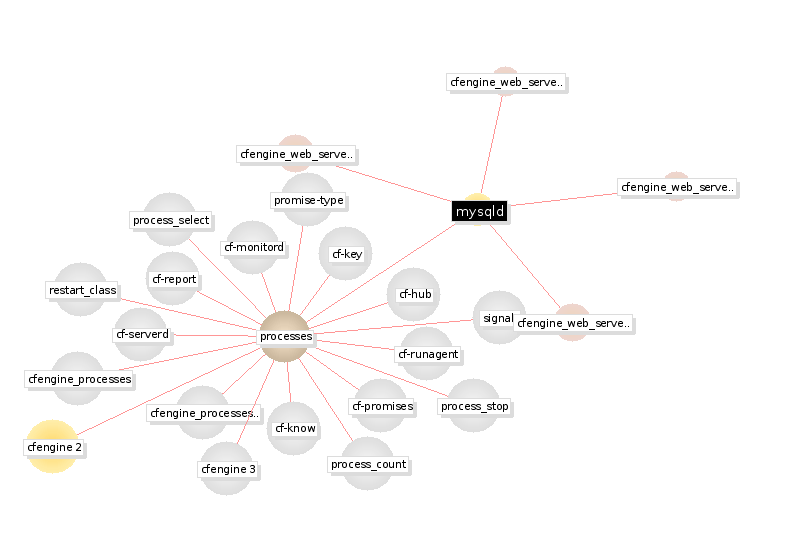 cfengine_web_serve..
cfengine_web_serve..
cfengine_web_serve..
promise-type
mysqld
process_select
cf-monitord
cf-key
cf-report
restart_class
cf-hub
signal
cfengine_web_serve..
cf-serverd
processes
cf-runagent
cfengine_processes
cf-promises
process_stop
cfengine_processes..
cf-know
cfengine 2
process_count
cfengine 3